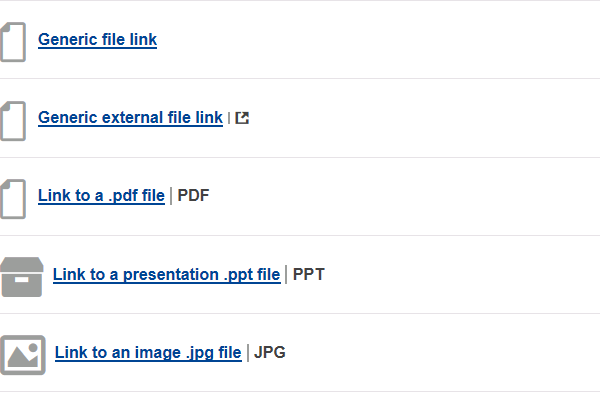 Generic file link
Generic external file link |
Link to a .pdf file | PDF
Link to a presentation .ppt file | PPT
Link to an image .jpg file | JPG